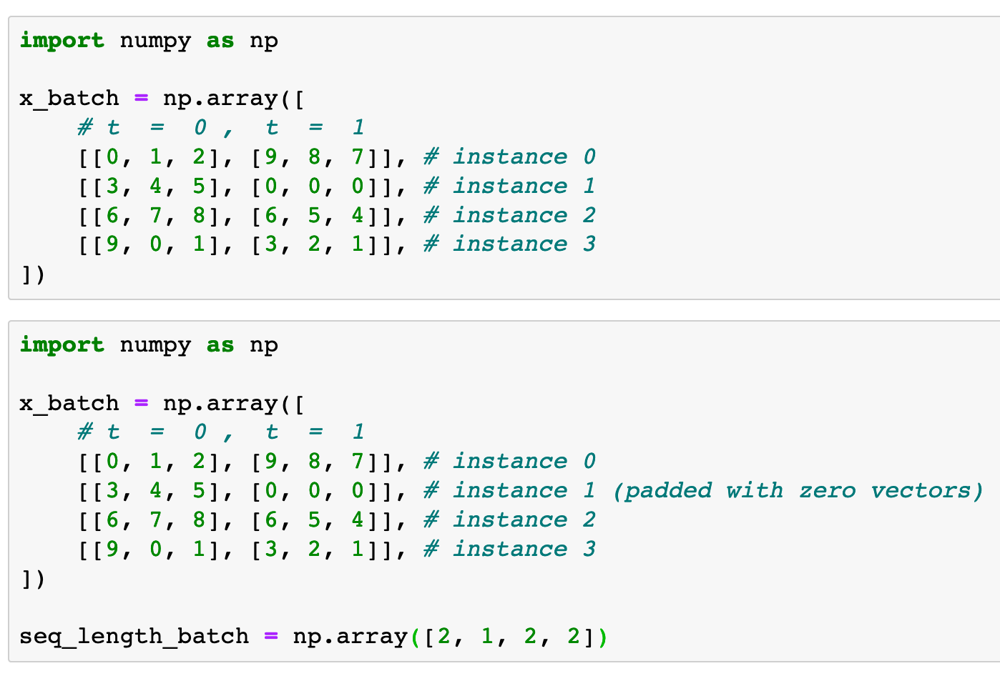 import numpy as np
x_batch = np.array([
# t = 0 , t = 1
[[0, 1, 2], [9, 8, 7]], # instance 0
[[3, 4, 5], [0, 0, 0]], # instance 1
[[6, 7, 8], [6, 5, 4]], # instance 2
[[9, 0, 1], [3, 2, 1]], # instance 3
])
import numpy as np
x_batch = np.array([
# t = 0 , t = 1
[[0, 1, 2], [9, 8, 7]], # instance 0
[[3, 4, 5], [0, 0, 0]], # instance 1 (padded with zero vectors)
[[6, 7, 8], [6, 5, 4]], # instance 2
[[9, 0, 1], [3, 2, 1]], # instance 3
])
seq_length_batch = np.array([2, 1, 2, 2])